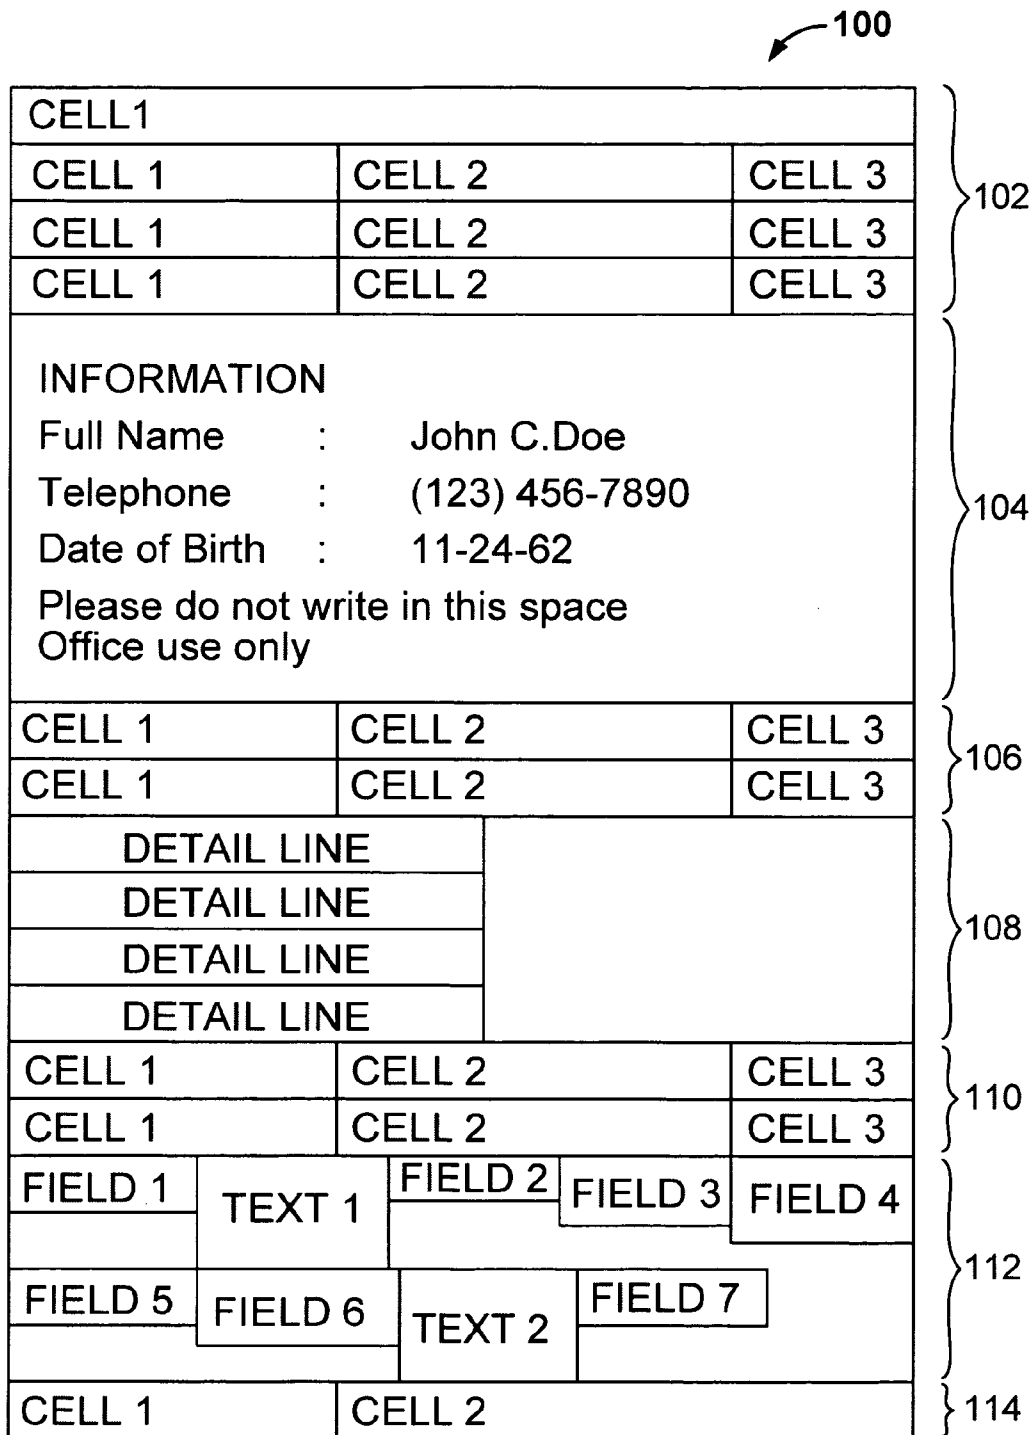 100
CELL1
CELL 1 CELL 2 CELL 3
CELL 1 CELL 2 CELL 3
CELL 1 CELL 2 CELL 3
102
INFORMATION
Full Name : John C.Doe
Telephone : (123) 456-7890
Date of Birth : 11-24-62
Please do not write in this space
Office use only
104
CELL 1 CELL 2 CELL 3
CELL 1 CELL 2 CELL 3
106
DETAIL LINE
DETAIL LINE
DETAIL LINE
DETAIL LINE
108
CELL 1 CELL 2 CELL 3
CELL 1 CELL 2 CELL 3
110
FIELD 1 TEXT 1 FIELD 2 FIELD 3 FIELD 4
FIELD 5 FIELD 6 TEXT 2 FIELD 7
112
CELL 1 CELL 2
114